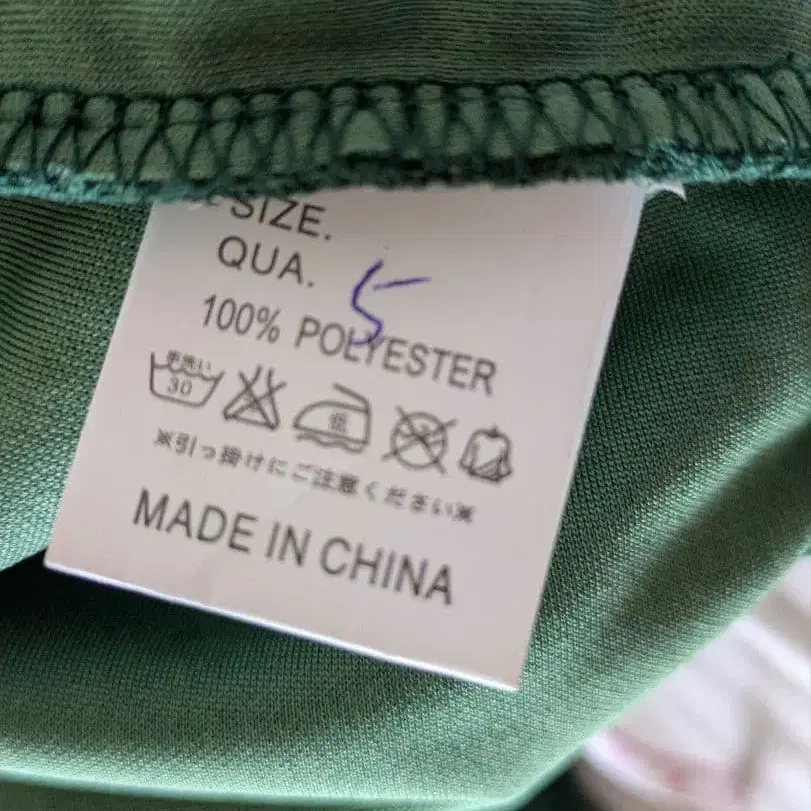 SIZE.
QUA.
5
100% POLYESTER
手洗い
30
低
※引っ掛けにご注意ください※
MADE IN CHINA